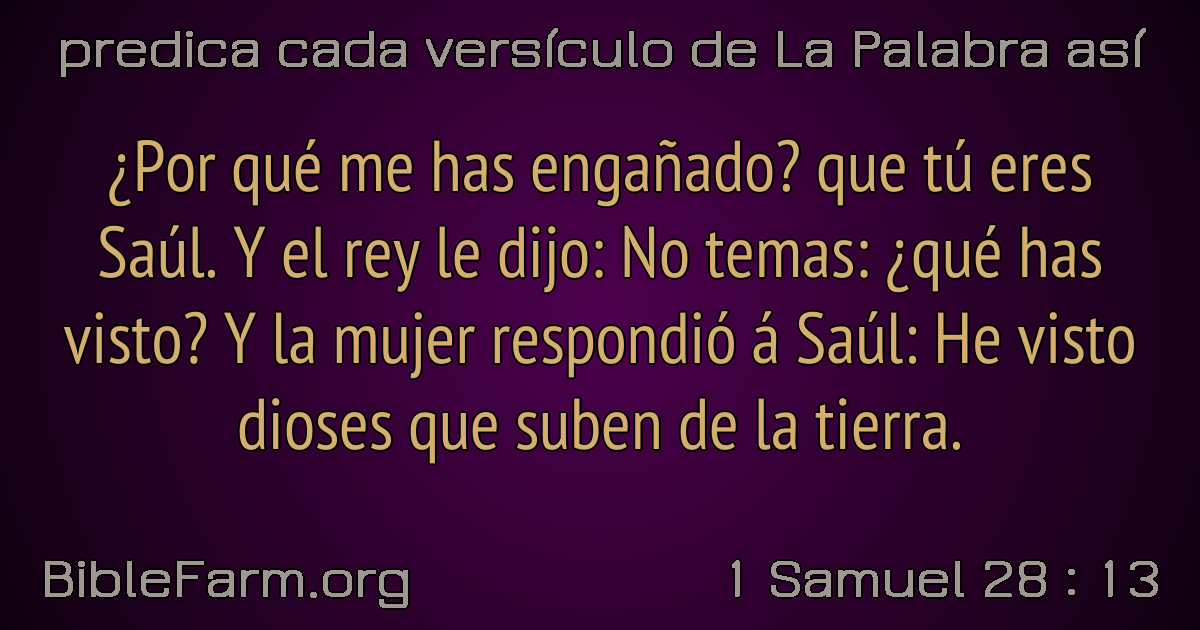 predica cada versículo de La Palabra así
¿Por qué me has engañado? que tú eres
Saúl. Y el rey le dijo: No temas: ¿qué has
visto? Y la mujer respondió á Saúl: He visto
dioses que suben de la tierra.
BibleFarm.org
1 Samuel 28 : 13